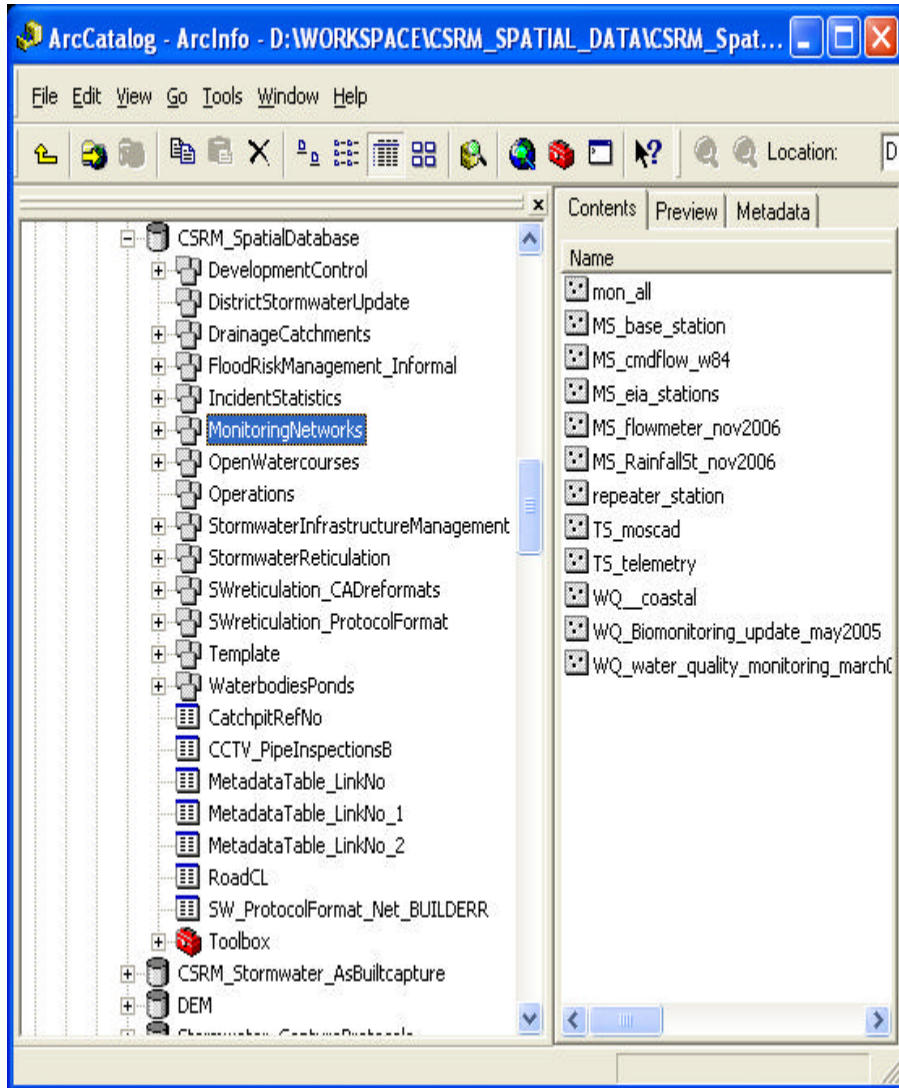 ArcCatalog - ArcInfo - D:\WORKSPACE\CSRM_SPATIAL_DATA\CSRM_Spat...
File Edit View Go Tools Window Help
Location: D
CSRM_SpatialDatabase
DevelopmentControl
DistrictStormwaterUpdate
DrainageCatchments
FloodRiskManagement_Informal
IncidentStatistics
MonitoringNetworks
OpenWatercourses
Operations
StormwaterInfrastructureManagement
StormwaterReticulation
SWreticulation_CADreformats
SWreticulation_ProtocolFormat
Template
WaterbodiesPonds
CatchpitRefNo
CCTV_PipeInspectionsB
MetadataTable_LinkNo
MetadataTable_LinkNo_1
MetadataTable_LinkNo_2
RoadCL
SW_ProtocolFormat_Net_BUILDERR
Toolbox
CSRM_Stormwater_AsBuiltcapture
DEM
Contents Preview Metadata
Name
mon_all
MS_base_station
MS_cmdflow_w84
MS_eia_stations
MS_flowmeter_nov2006
MS_RainfallSt_nov2006
repeater_station
TS_moscad
TS_telemetry
WQ__coastal
WQ_Biomonitoring_update_may2005
WQ_water_quality_monitoring_march0